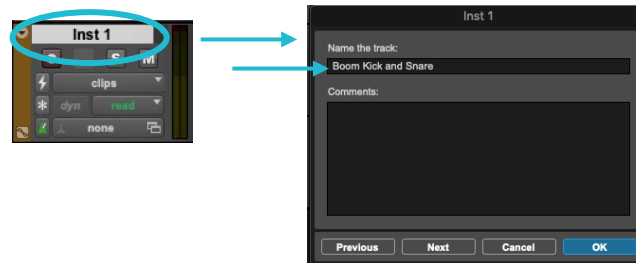 Inst 1
S M
clips
dyn read
none
Inst 1
Name the track:
Boom Kick and Snare
Comments:
Previous Next Cancel OK